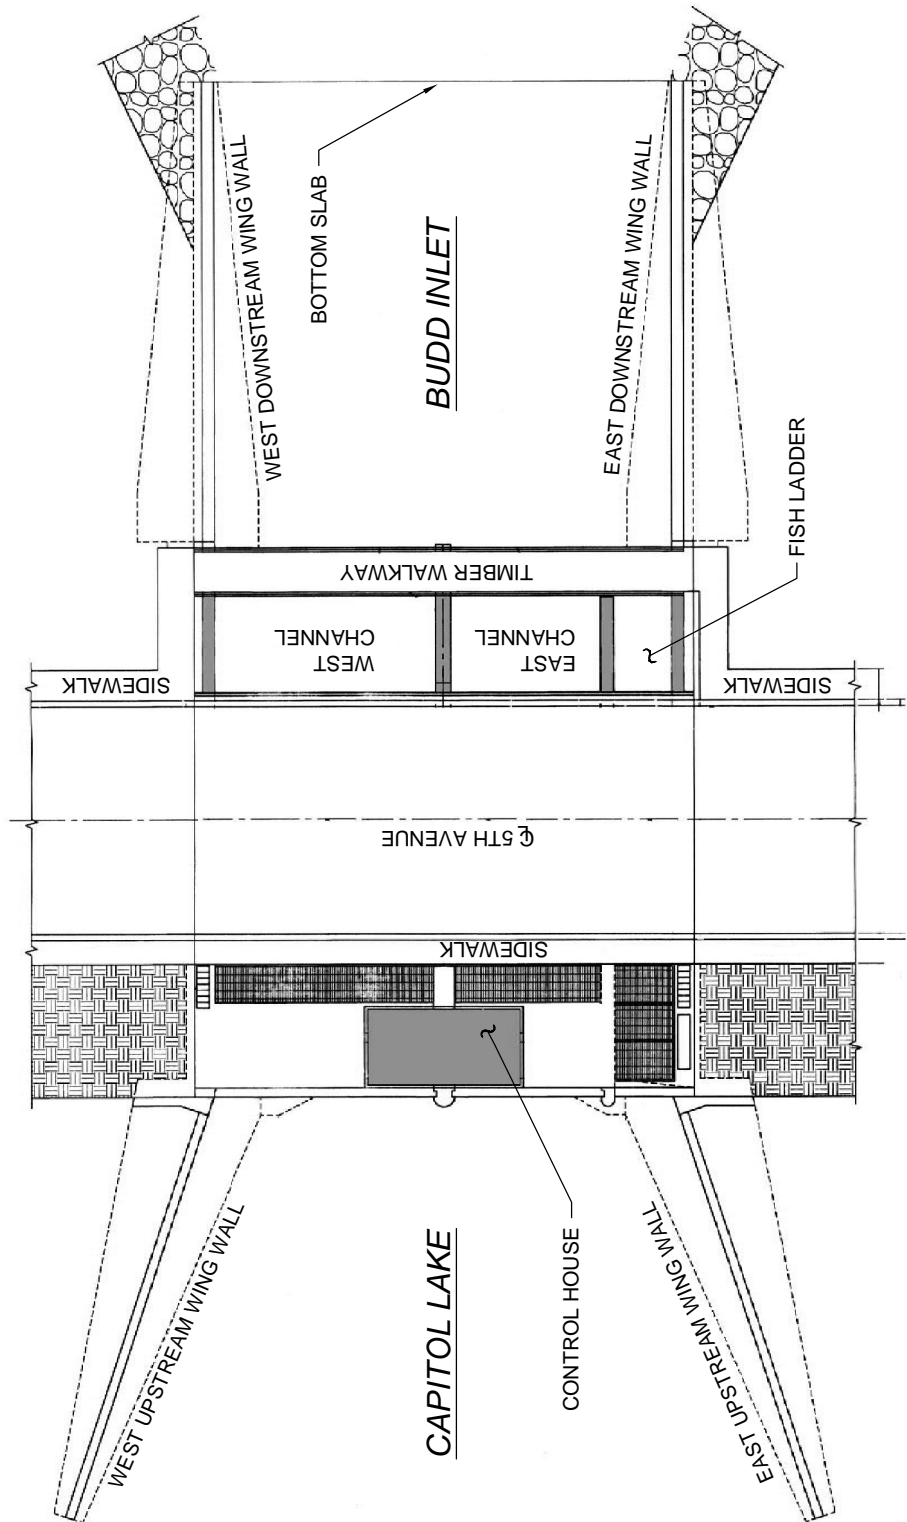 WEST DOWNSTREAM WING WALL
BOTTOM SLAB
BUDD INLET
EAST DOWNSTREAM WING WALL
FISH LADDER
TIMBER WALKWAY
WEST
CHANNEL
EAST
CHANNEL
SIDEWALK
SIDEWALK
℄ 5TH AVENUE
SIDEWALK
WEST UPSTREAM WING WALL
CAPITOL LAKE
CONTROL HOUSE
EAST UPSTREAM WING WALL